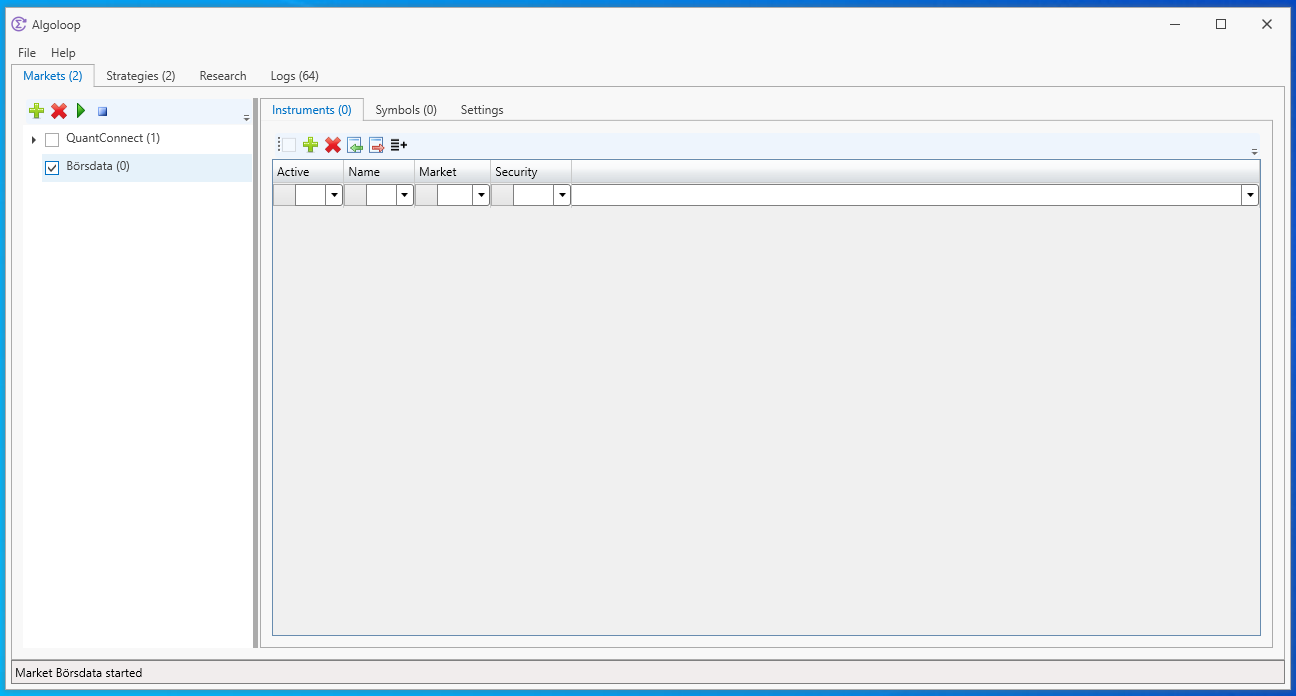 Algoloop
File Help
Markets (2) Strategies (2) Research Logs (64)
Instruments (0) Symbols (0) Settings
QuantConnect (1)
Börsdata (0)
Active Name Market Security
Market Börsdata started